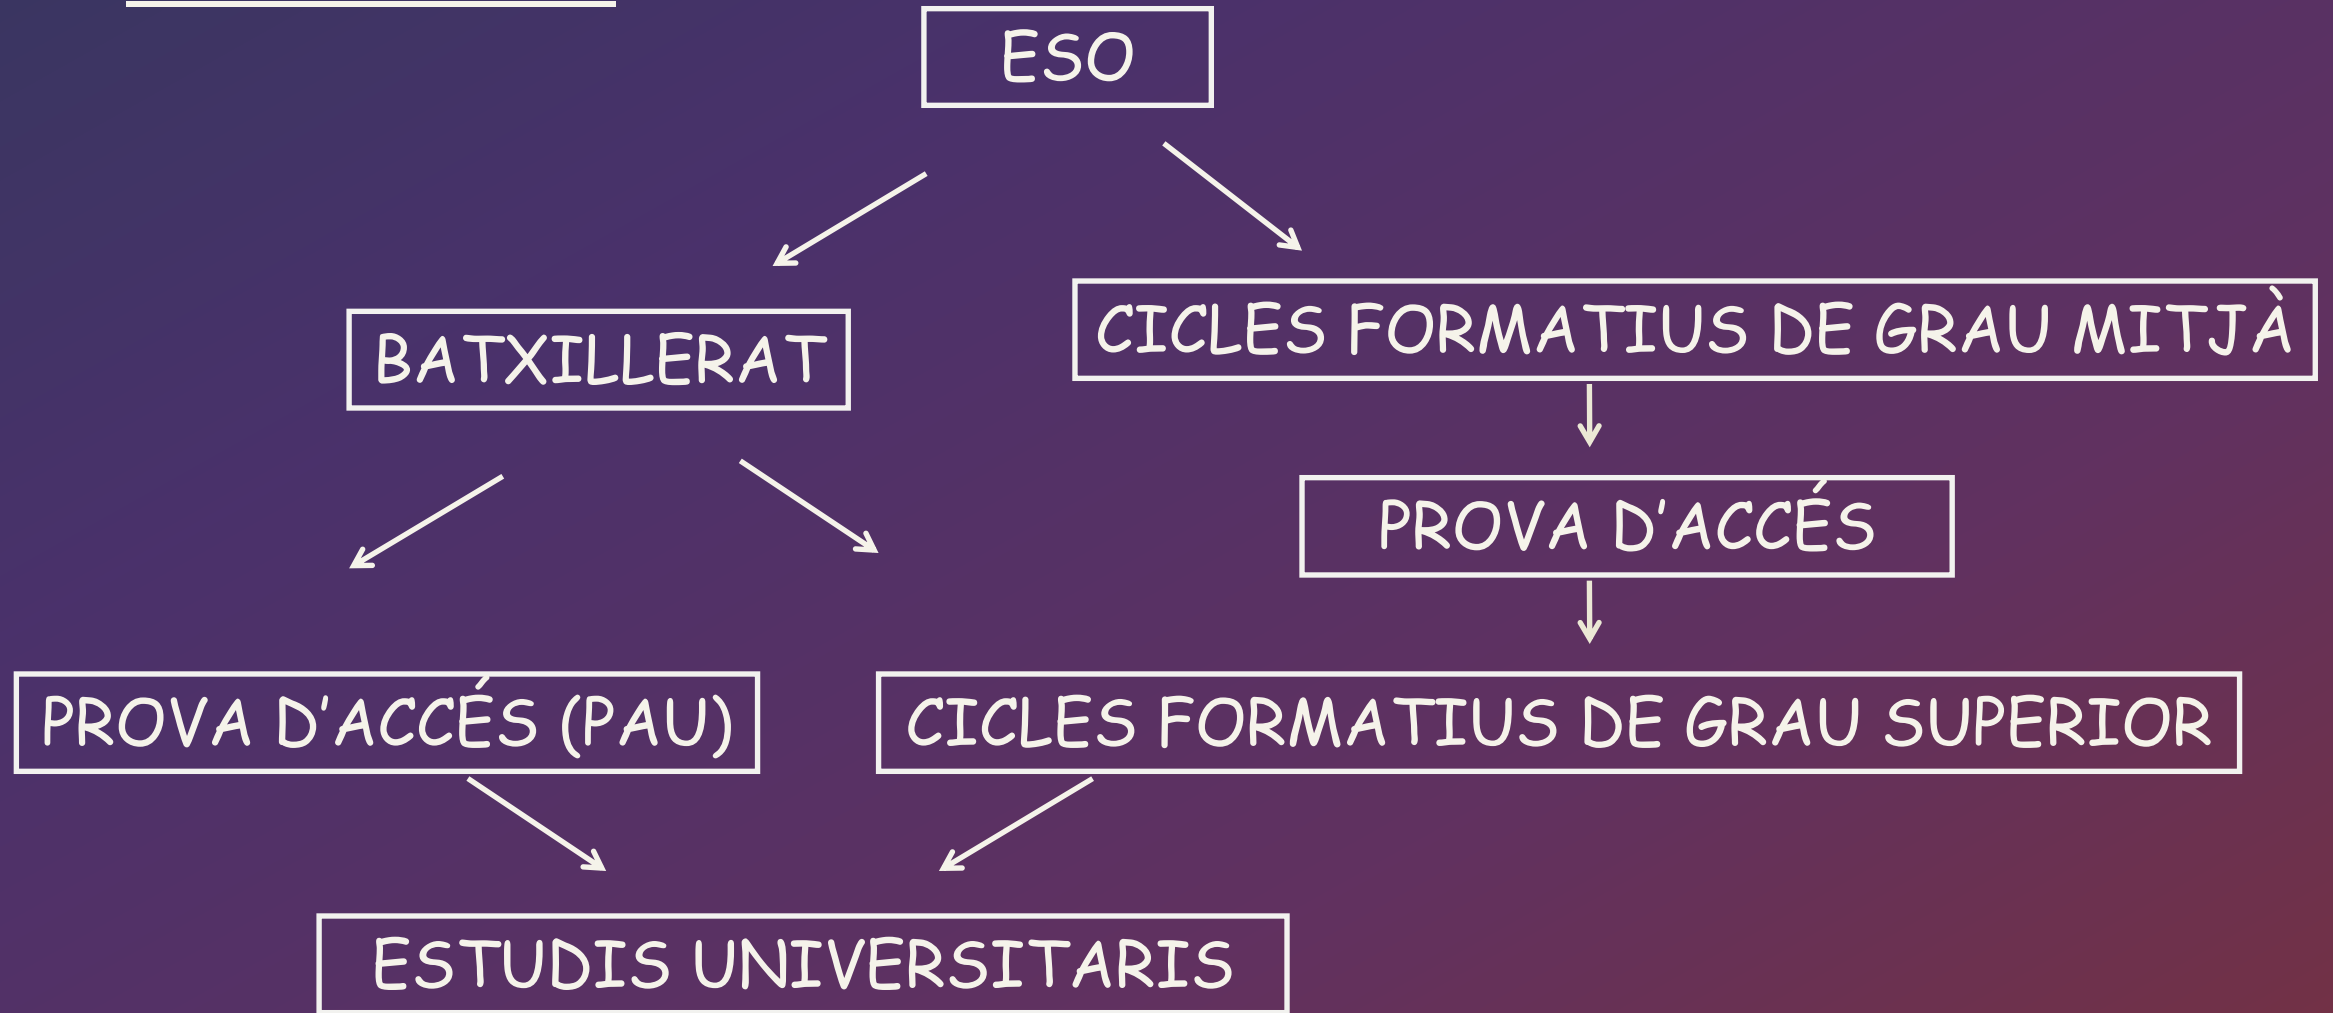 ESO
BATXILLERAT
CICLES FORMATIUS DE GRAU MITJÀ
PROVA D'ACCÉS
PROVA D'ACCÉS (PAU)
CICLES FORMATIUS DE GRAU SUPERIOR
ESTUDIS UNIVERSITARIS